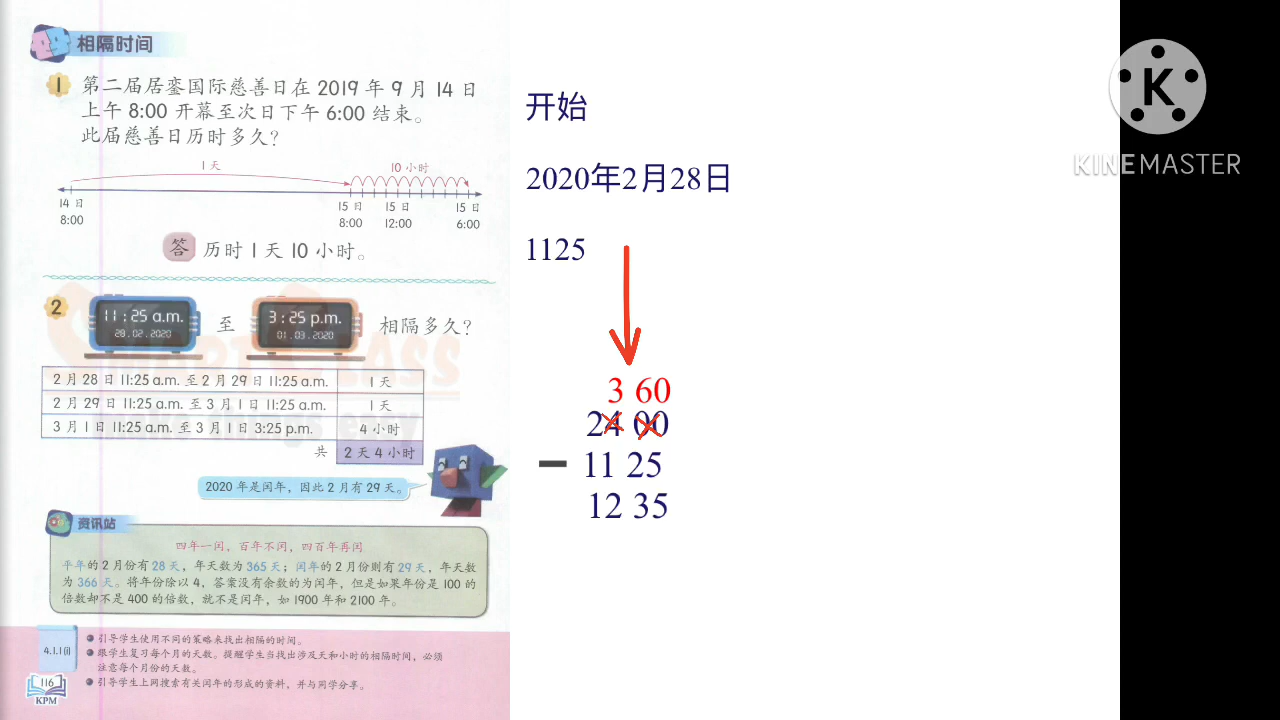 相隔时间
1 第二届居銮国际慈善日在 2019 年 9 月 14 日
上午 8:00 开幕至次日下午 6:00 结束。
此届慈善日历时多久?
1天 10 小时
14 日 15 日 15 日 15 日
8:00 8:00 12:00 6:00
答 历时 1 天 10 小时。
2 11:25 a.m. 28.02.2020 至 3:25 p.m. 01.03.2020 相隔多久?
2 月 28 日 11:25 a.m. 至 2 月 29 日 11:25 a.m. 1 天
2 月 29 日 11:25 a.m. 至 3 月 1 日 11:25 a.m. 1 天
3 月 1 日 11:25 a.m. 至 3 月 1 日 3:25 p.m. 4 小时
共 2 天 4 小时
2020 年是闰年,因此 2 月有 29 天。
资讯站
四年一闰,百年不闰,四百年再闰
平年的 2 月份有 28 天,年天数为 365 天;闰年的 2 月份则有 29 天,年天数
为 366 天。将年份除以 4,答案没有余数的为闰年,但是如果年份是 100 的
倍数却不是 400 的倍数,就不是闰年,如 1900 年和 2100 年。
引导学生使用不同的策略来找出相隔的时间。
跟学生复习每个月的天数。提醒学生当找出涉及天和小时的相隔时间,必须
注意每个月份的天数。
引导学生上网搜索有关闰年的形成的资料,并与同学分享。
4.1.1(i)
116
KPM
开始
2020年2月28日
1125
3 60
24 00
− 11 25
12 35
K
KINEMASTER